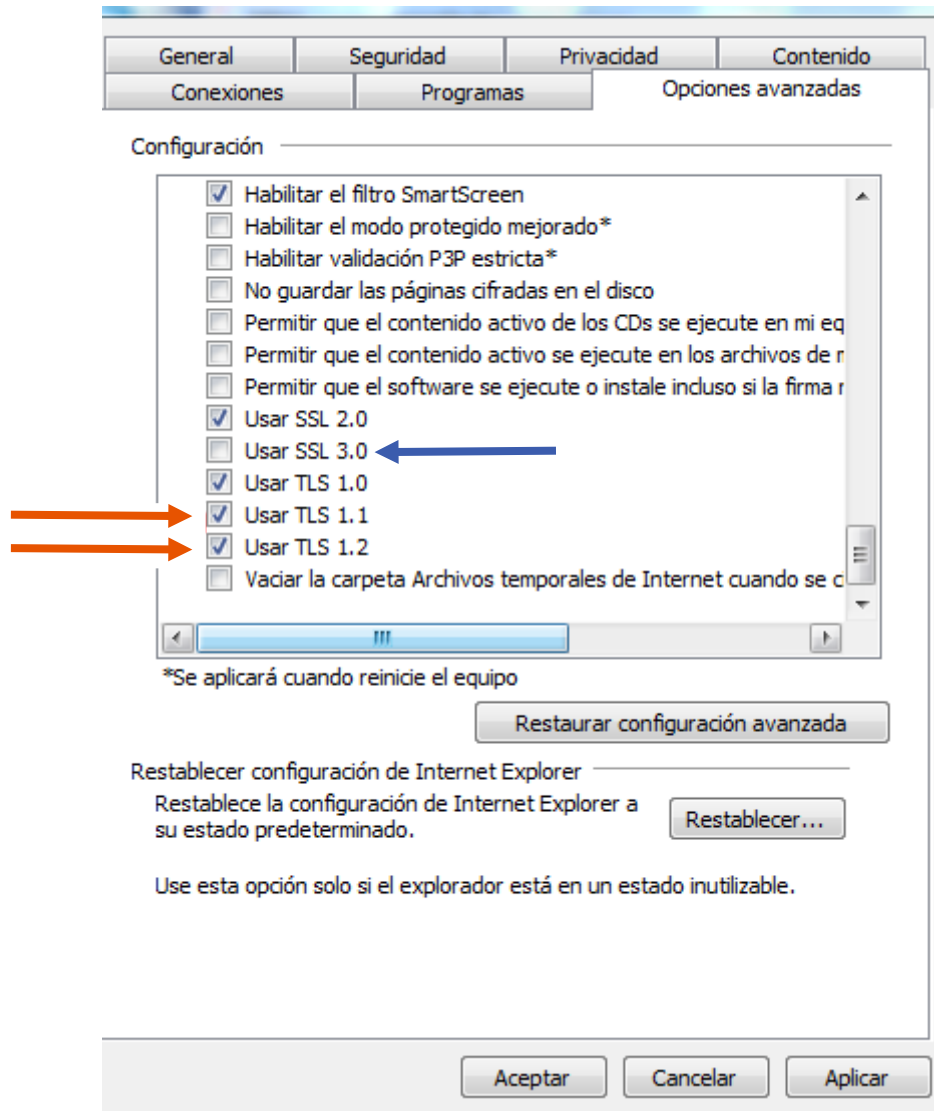 General Seguridad Privacidad Contenido
Conexiones Programas Opciones avanzadas
Configuración
Habilitar el filtro SmartScreen
Habilitar el modo protegido mejorado*
Habilitar validación P3P estricta*
No guardar las páginas cifradas en el disco
Permitir que el contenido activo de los CDs se ejecute en mi eq
Permitir que el contenido activo se ejecute en los archivos de
Permitir que el software se ejecute o instale incluso si la firma
Usar SSL 2.0
Usar SSL 3.0
Usar TLS 1.0
Usar TLS 1.1
Usar TLS 1.2
Vaciar la carpeta Archivos temporales de Internet cuando se c
*Se aplicará cuando reinicie el equipo
Restaurar configuración avanzada
Restablecer configuración de Internet Explorer
Restablece la configuración de Internet Explorer a
su estado predeterminado.
Restablecer...
Use esta opción solo si el explorador está en un estado inutilizable.
Aceptar Cancelar Aplicar